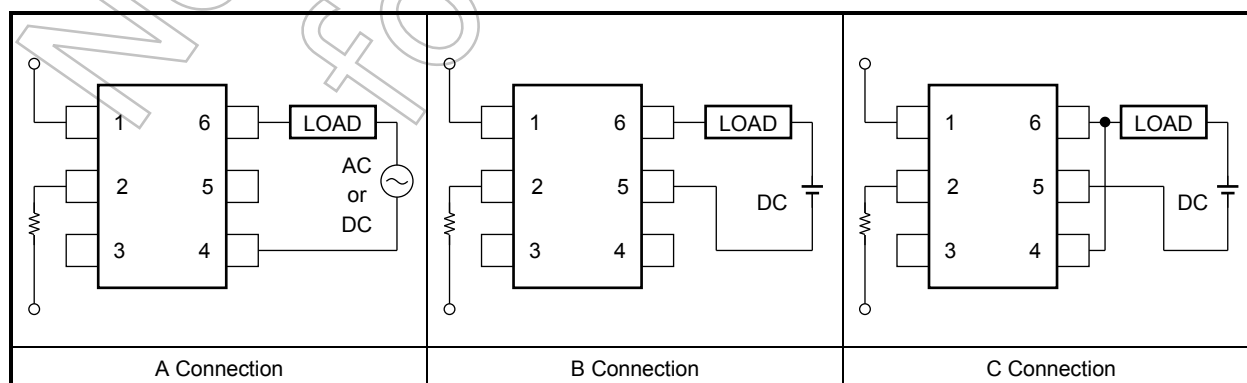 1 6 LOAD
2 5 AC or DC
3 4
A Connection
1 6 LOAD
2 5 DC
3 4
B Connection
1 6 LOAD
2 5 DC
3 4
C Connection